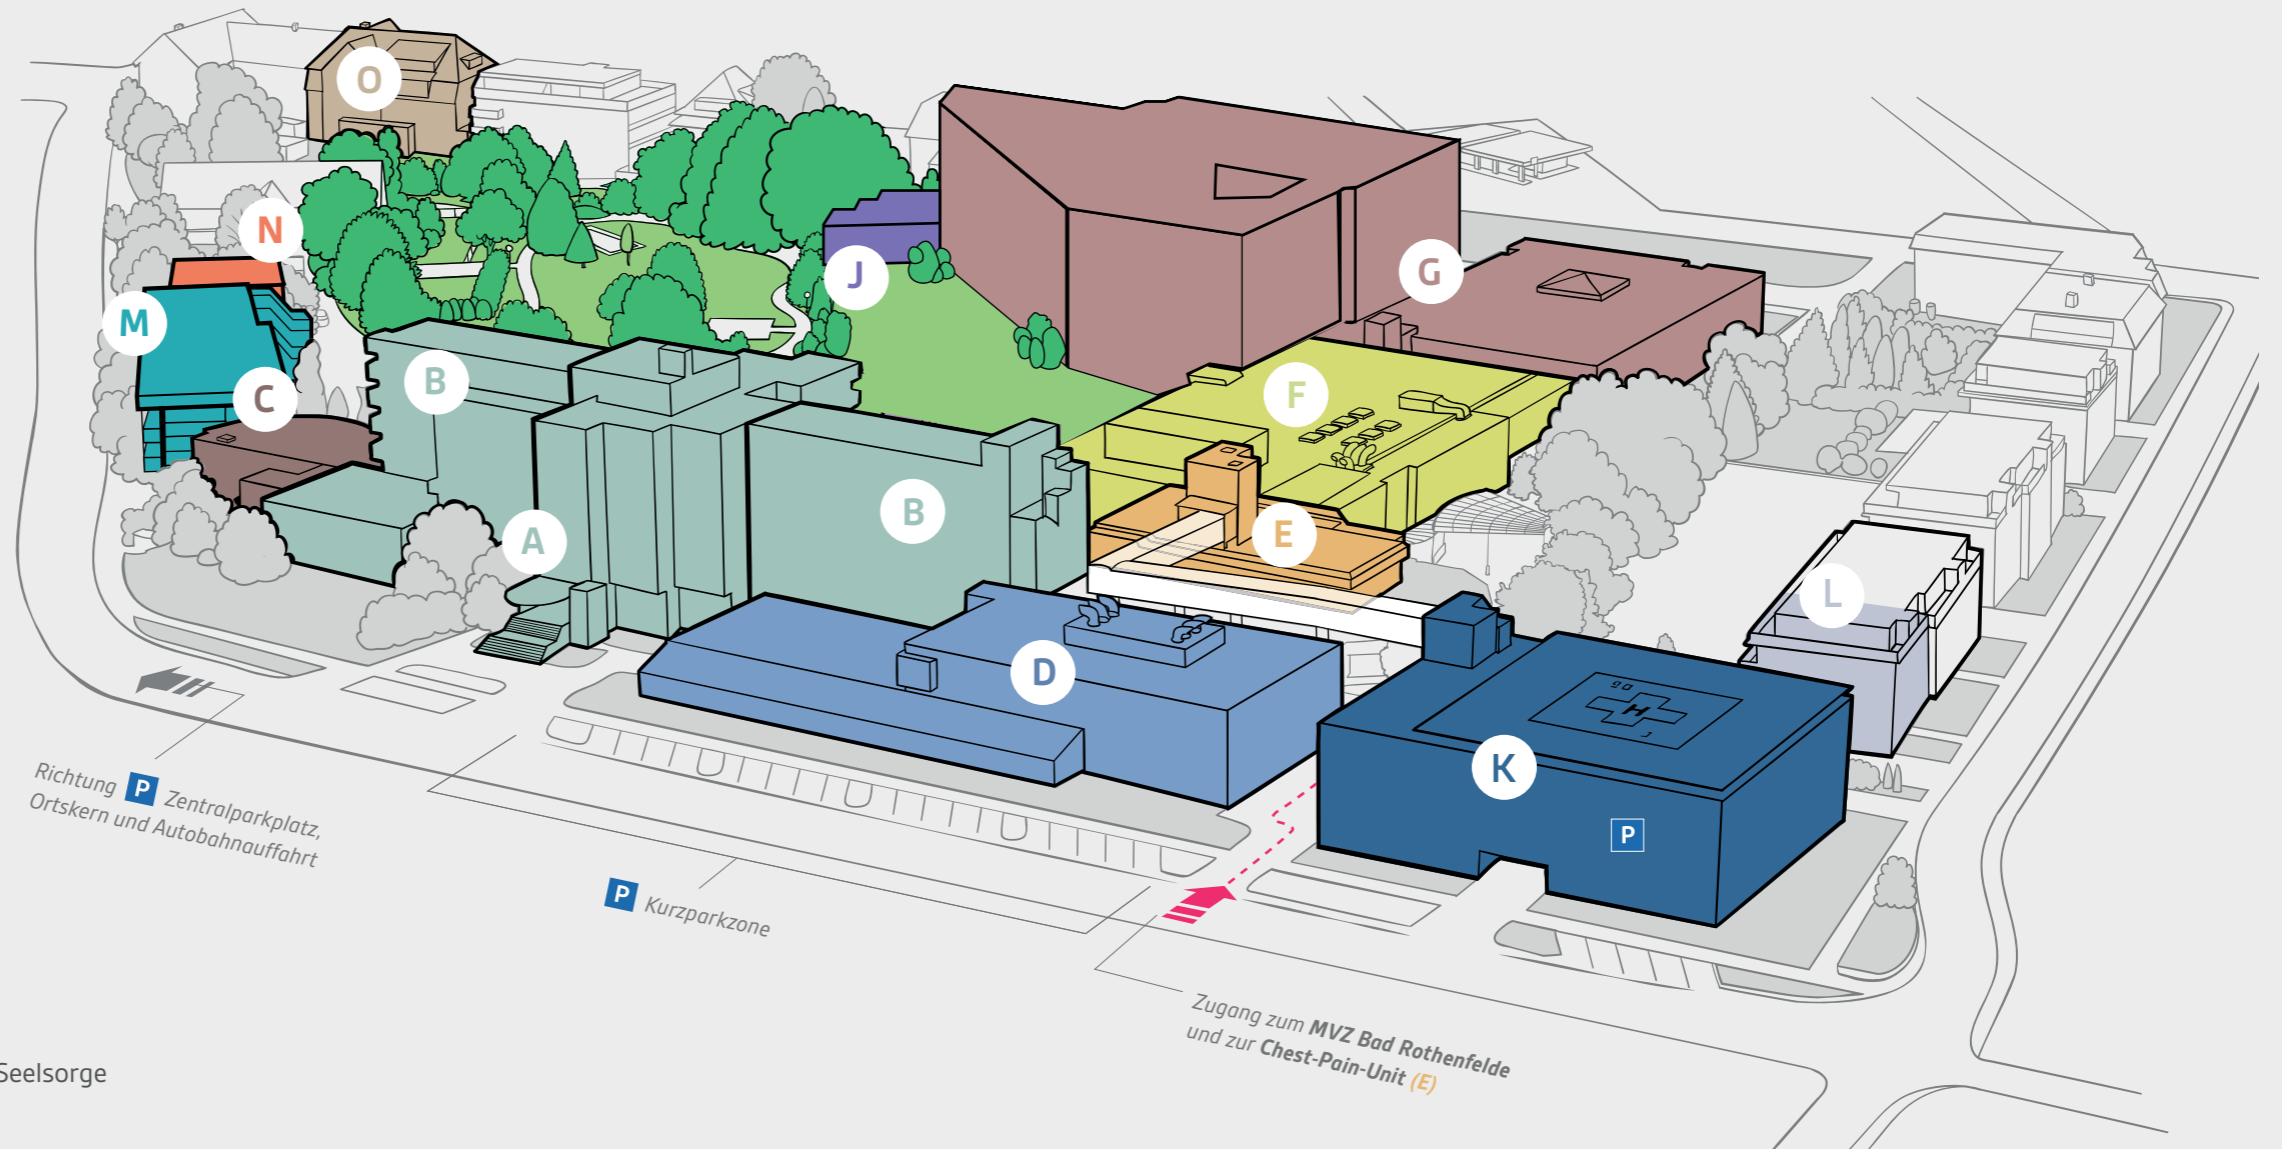 O
N
J
G
M
B
C
F
B
A
E
L
D
K
P
H
Richtung P Zentralparkplatz,
Ortskern und Autobahnauffahrt
P Kurzparkzone
Zugang zum MVZ Bad Rothenfelde
und zur Chest-Pain-Unit (E)
Seelsorge